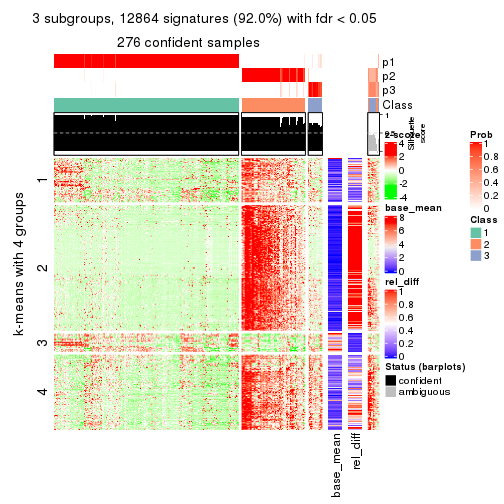 3 subgroups, 12864 signatures (92.0%) with fdr < 0.05
276 confident samples
p1
p2
p3
Class
1
0
Silhouette
score
k-means with 4 groups
1
2
3
4
base_mean
rel_diff
z_score
4
2
0
-2
-4
base_mean
8
6
4
2
0
rel_diff
1
0.8
0.6
0.4
0.2
0
Status (barplots)
confident
ambiguous
Prob
1
0.8
0.6
0.4
0.2
0
Class
1
2
3